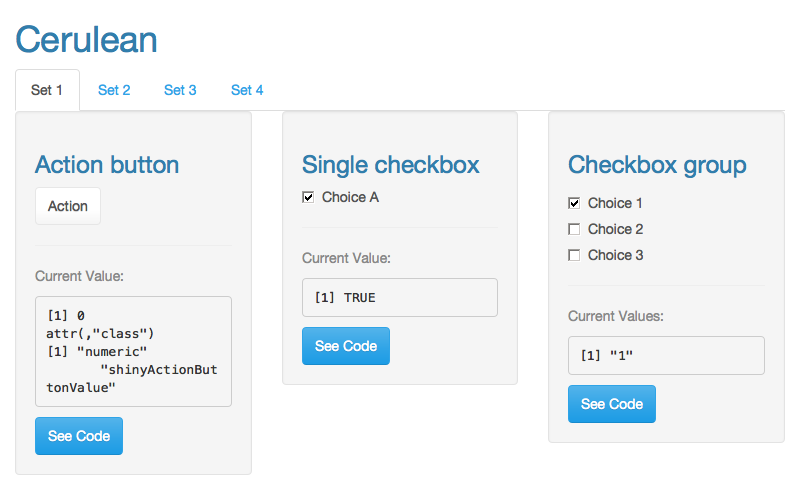 Cerulean
Set 1 Set 2 Set 3 Set 4
Action button
Action
Current Value:
[1] 0
attr(,"class")
[1] "numeric"
"shinyActionBut
tonValue"
See Code
Single checkbox
Choice A
Current Value:
[1] TRUE
See Code
Checkbox group
Choice 1
Choice 2
Choice 3
Current Values:
[1] "1"
See Code